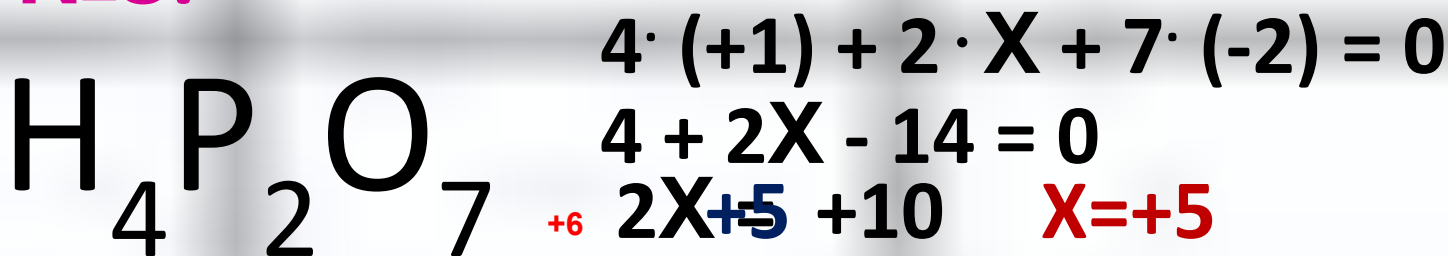 4· (+1) + 2 · X + 7· (-2) = 0
H4P2O7
4 + 2X - 14 = 0
+6 2X = +10 X=+5
+5